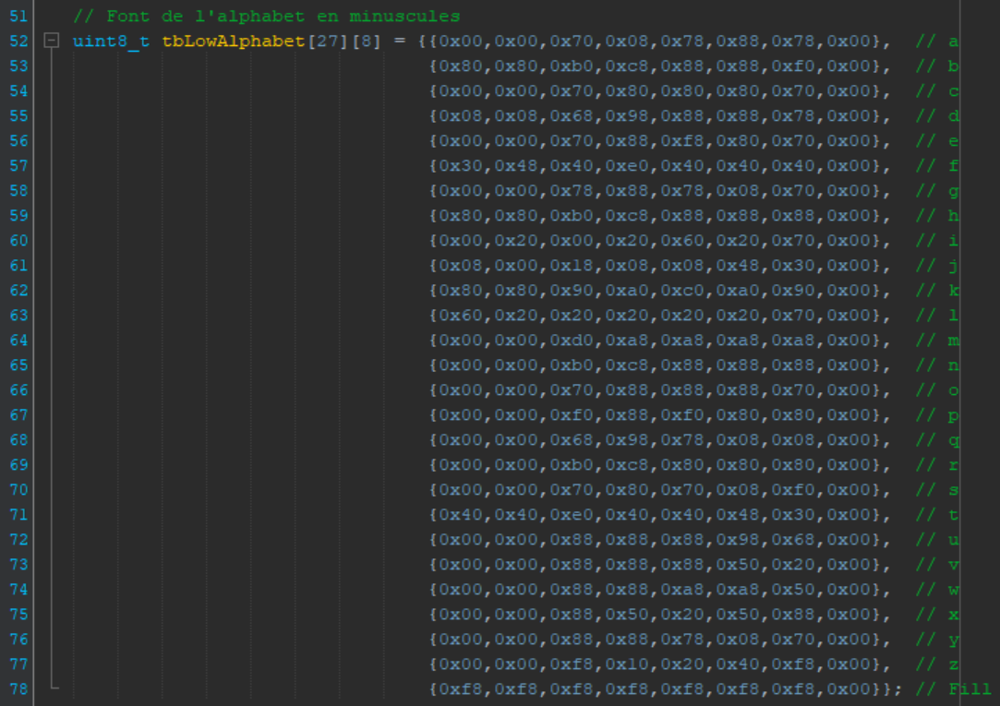 51 // Font de l'alphabet en minuscules
52 uint8_t tbLowAlphabet[27][8] = {{0x00,0x00,0x70,0x08,0x78,0x88,0x78,0x00}, // a
53 {0x80,0x80,0xb0,0xc8,0x88,0x88,0xf0,0x00}, // b
54 {0x00,0x00,0x70,0x80,0x80,0x80,0x70,0x00}, // c
55 {0x08,0x08,0x68,0x98,0x88,0x88,0x78,0x00}, // d
56 {0x00,0x00,0x70,0x88,0xf8,0x80,0x70,0x00}, // e
57 {0x30,0x48,0x40,0xe0,0x40,0x40,0x40,0x00}, // f
58 {0x00,0x00,0x78,0x88,0x78,0x08,0x70,0x00}, // g
59 {0x80,0x80,0xb0,0xc8,0x88,0x88,0x88,0x00}, // h
60 {0x00,0x20,0x00,0x20,0x60,0x20,0x70,0x00}, // i
61 {0x08,0x00,0x18,0x08,0x08,0x48,0x30,0x00}, // j
62 {0x80,0x80,0x90,0xa0,0xc0,0xa0,0x90,0x00}, // k
63 {0x60,0x20,0x20,0x20,0x20,0x20,0x70,0x00}, // l
64 {0x00,0x00,0xd0,0xa8,0xa8,0xa8,0xa8,0x00}, // m
65 {0x00,0x00,0xb0,0xc8,0x88,0x88,0x88,0x00}, // n
66 {0x00,0x00,0x70,0x88,0x88,0x88,0x70,0x00}, // o
67 {0x00,0x00,0xf0,0x88,0xf0,0x80,0x80,0x00}, // p
68 {0x00,0x00,0x68,0x98,0x78,0x08,0x08,0x00}, // q
69 {0x00,0x00,0xb0,0xc8,0x80,0x80,0x80,0x00}, // r
70 {0x00,0x00,0x70,0x80,0x70,0x08,0xf0,0x00}, // s
71 {0x40,0x40,0xe0,0x40,0x40,0x48,0x30,0x00}, // t
72 {0x00,0x00,0x88,0x88,0x88,0x98,0x68,0x00}, // u
73 {0x00,0x00,0x88,0x88,0x88,0x50,0x20,0x00}, // v
74 {0x00,0x00,0x88,0x88,0xa8,0xa8,0x50,0x00}, // w
75 {0x00,0x00,0x88,0x50,0x20,0x50,0x88,0x00}, // x
76 {0x00,0x00,0x88,0x88,0x78,0x08,0x70,0x00}, // y
77 {0x00,0x00,0xf8,0x10,0x20,0x40,0xf8,0x00}, // z
78 {0xf8,0xf8,0xf8,0xf8,0xf8,0xf8,0xf8,0x00}}; // Fill